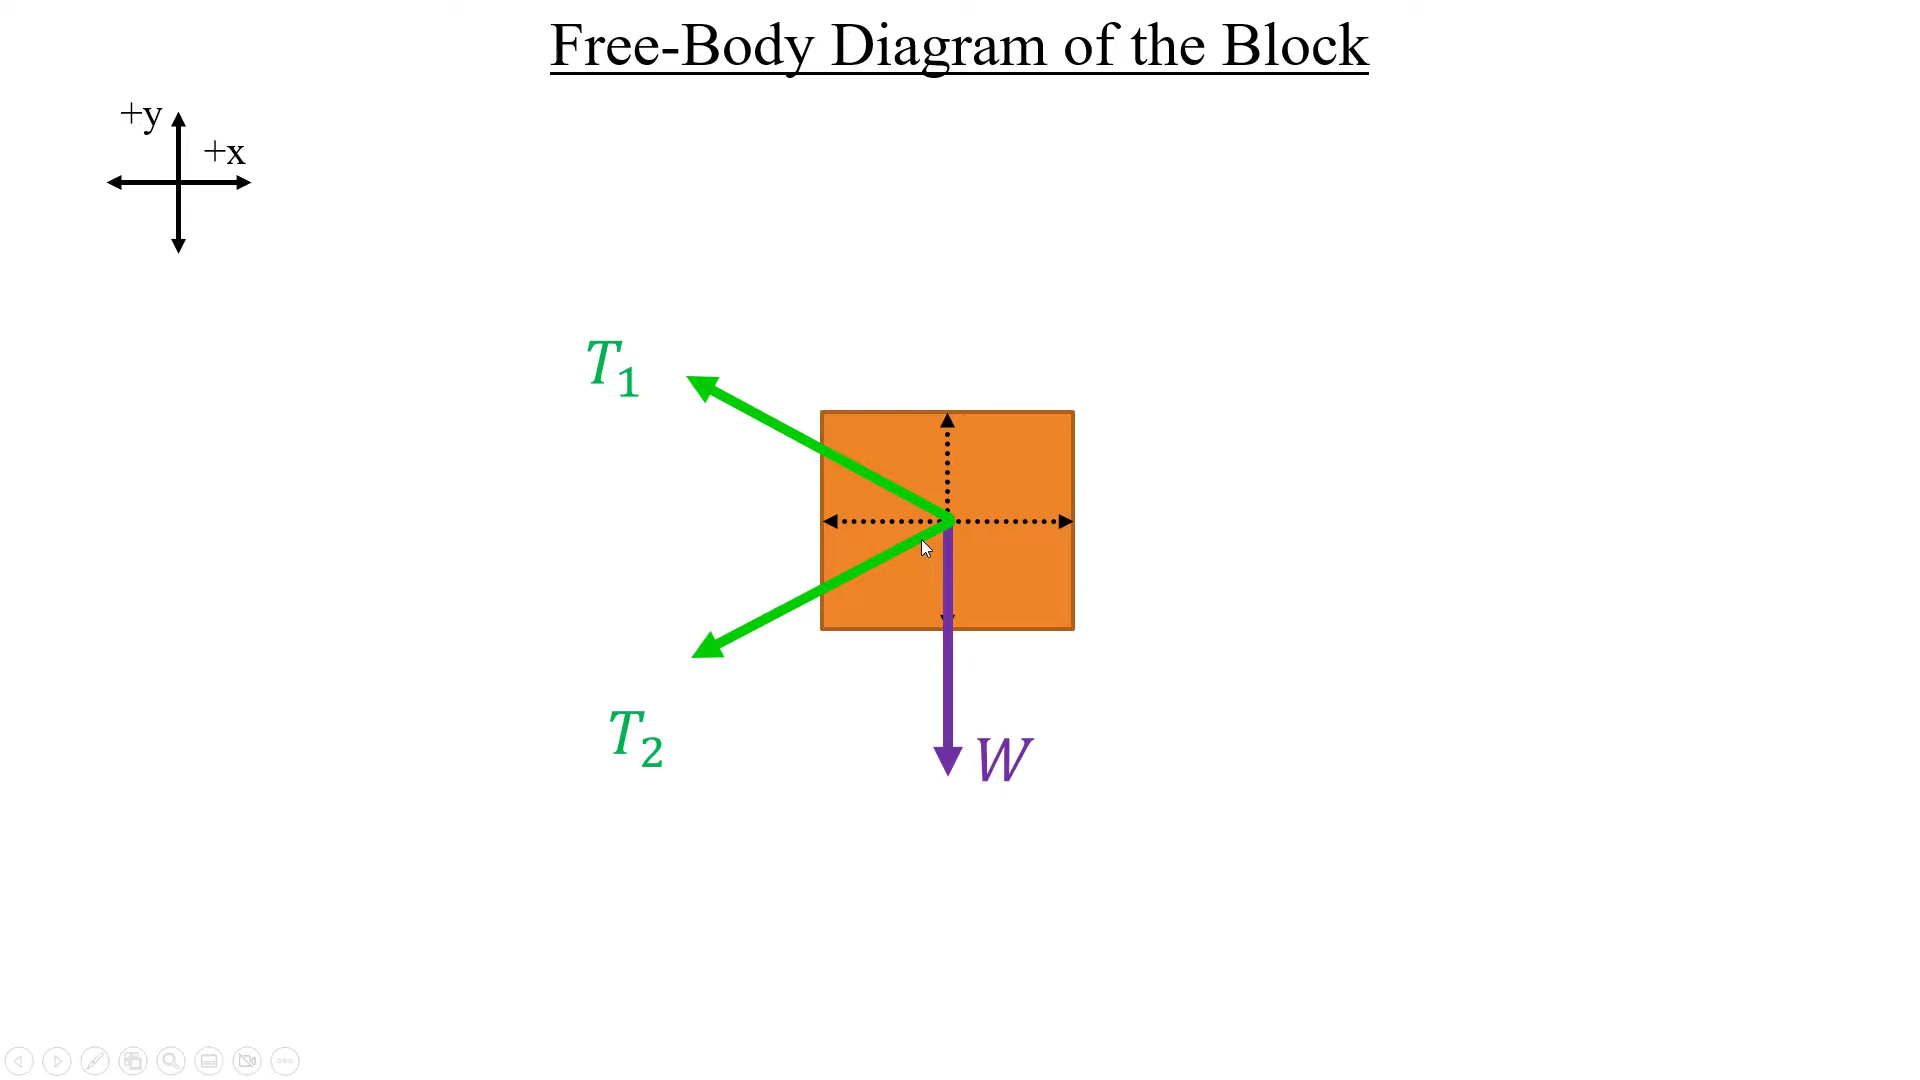 Free-Body Diagram of the Block
+y
+x
T₁
T₂
W